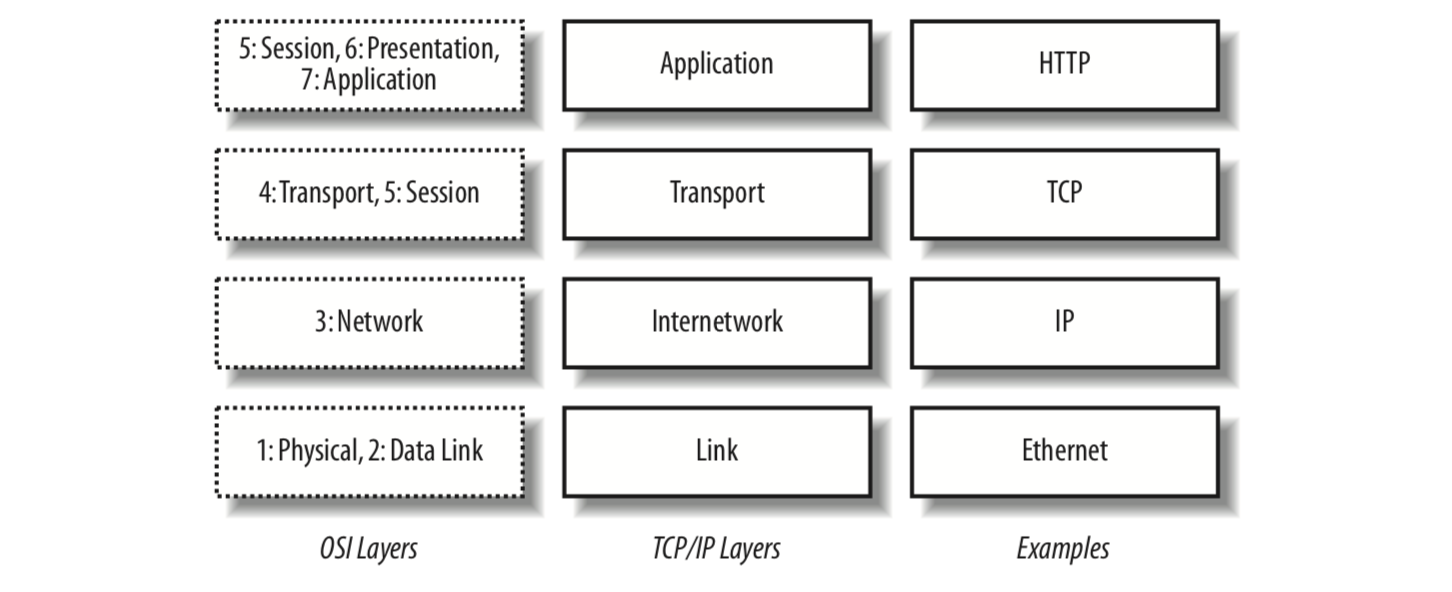 5: Session, 6: Presentation,
7: Application
Application
HTTP
4: Transport, 5: Session
Transport
TCP
3: Network
Internetwork
IP
1: Physical, 2: Data Link
Link
Ethernet
OSI Layers
TCP/IP Layers
Examples